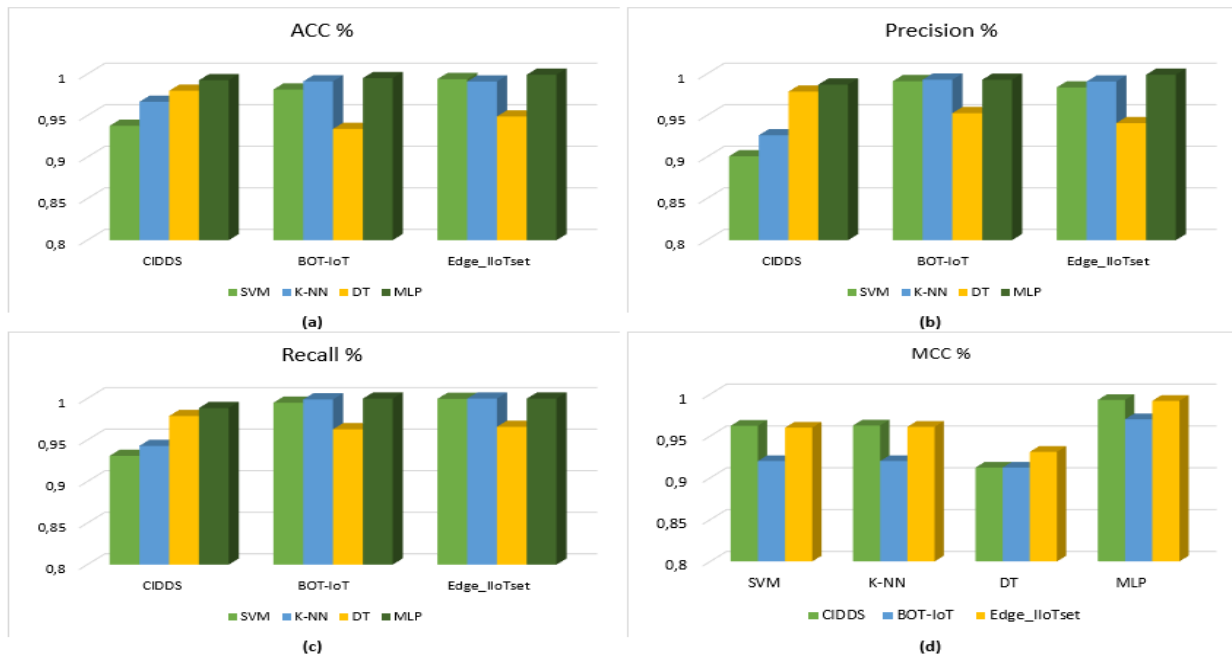 ACC %
1
0,95
0,9
0,85
0,8
CIDDS BOT-IoT Edge_IIoTset
SVM K-NN DT MLP
(a)
Precision %
1
0,95
0,9
0,85
0,8
CIDDS BOT-IoT Edge_IIoTset
SVM K-NN DT MLP
(b)
Recall %
1
0,95
0,9
0,85
0,8
CIDDS BOT-IoT Edge_IIoTset
SVM K-NN DT MLP
(c)
MCC %
1
0,95
0,9
0,85
0,8
SVM K-NN DT MLP
CIDDS BOT-IoT Edge_IIoTset
(d)